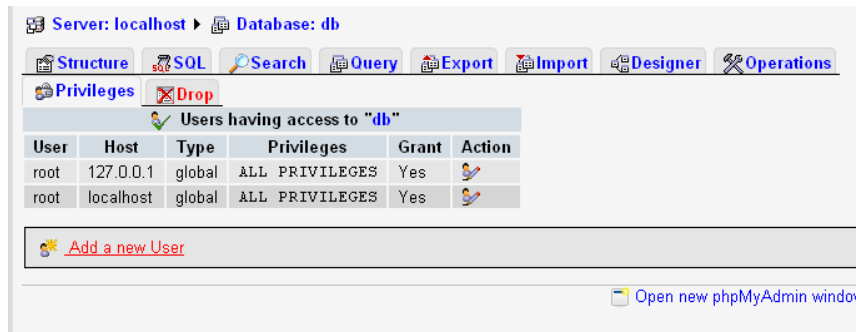 Server: localhost Database: db
Structure SQL Search Query Export Import Designer Operations
Privileges Drop
Users having access to "db"
User Host Type Privileges Grant Action
root 127.0.0.1 global ALL PRIVILEGES Yes
root localhost global ALL PRIVILEGES Yes
Add a new User
Open new phpMyAdmin windo